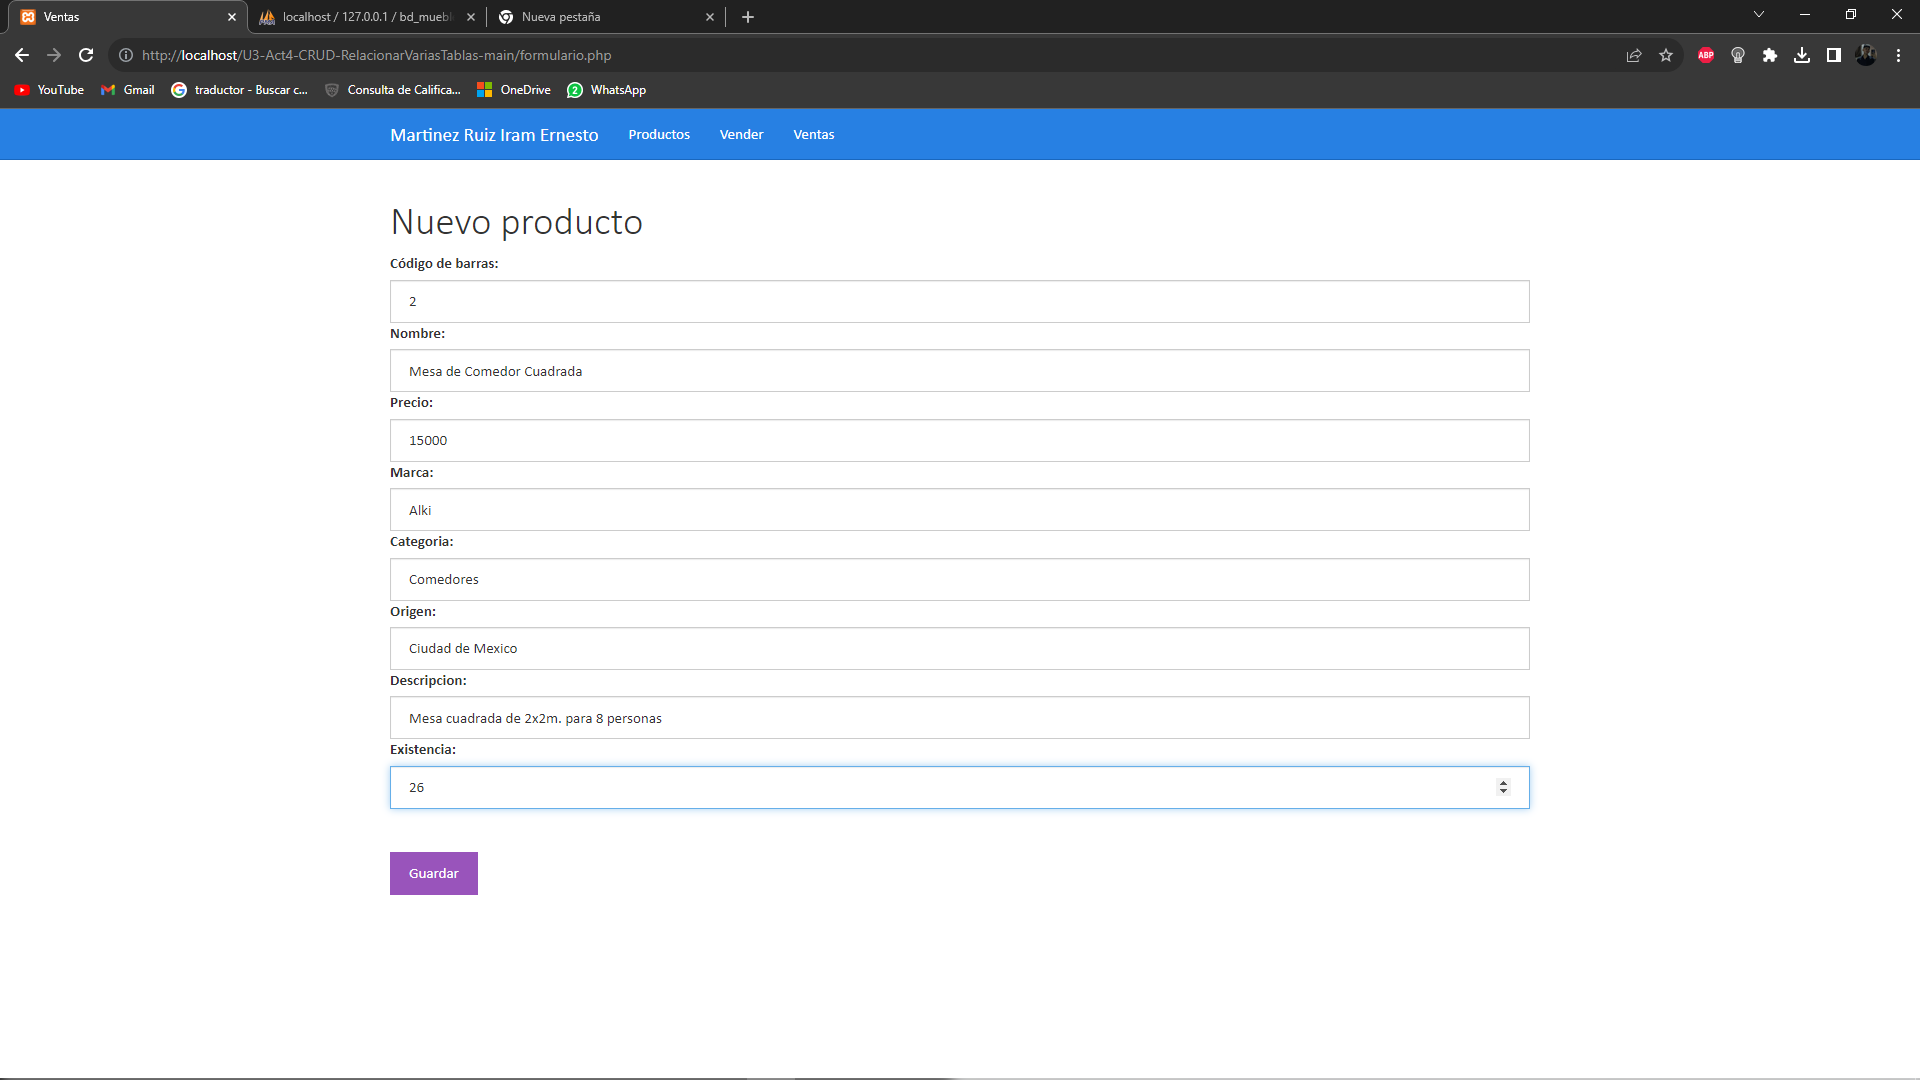 Ventas
localhost / 127.0.0.1 / bd_muebl
Nueva pestaña
http://localhost/U3-Act4-CRUD-RelacionarVariasTablas-main/formulario.php
ABP
YouTube
Gmail
traductor - Buscar c...
Consulta de Califica...
OneDrive
2
WhatsApp
Martinez Ruiz Iram Ernesto
Productos
Vender
Ventas
Nuevo producto
Código de barras:
2
Nombre:
Mesa de Comedor Cuadrada
Precio:
15000
Marca:
Alki
Categoria:
Comedores
Origen:
Ciudad de Mexico
Descripcion:
Mesa cuadrada de 2x2m. para 8 personas
Existencia:
26
Guardar